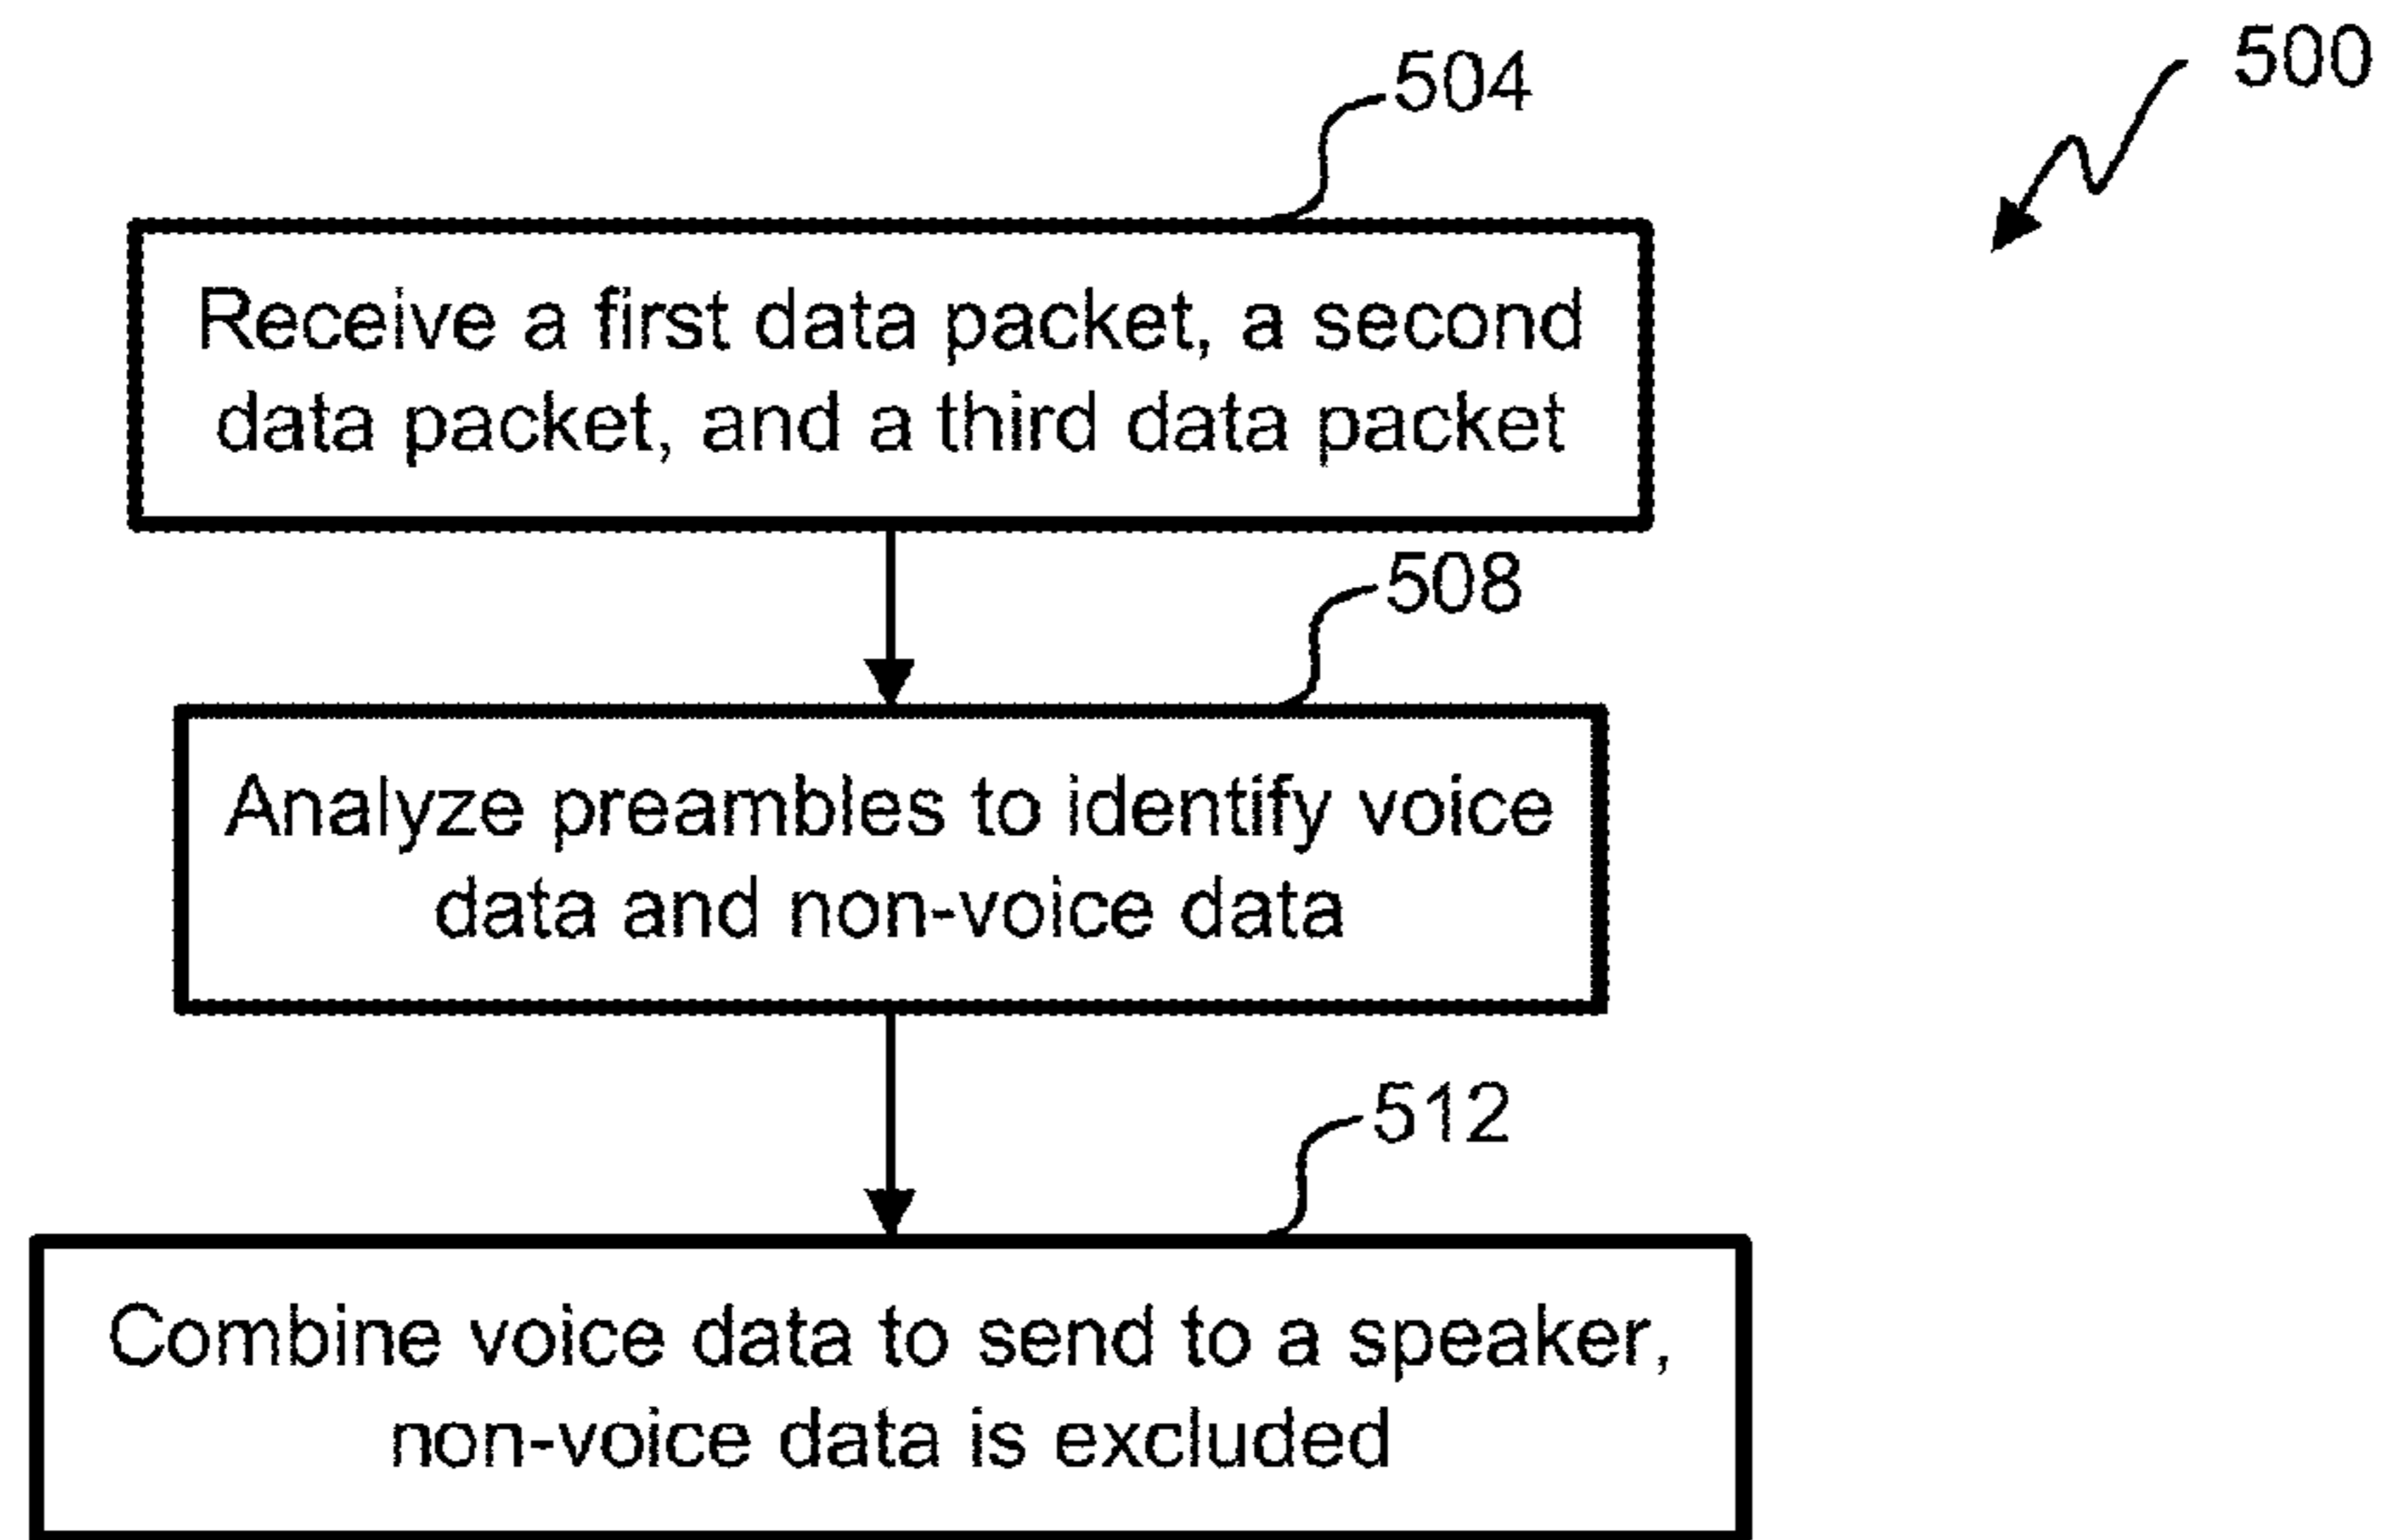 500
504
Receive a first data packet, a second
data packet, and a third data packet
508
Analyze preambles to identify voice
data and non-voice data
512
Combine voice data to send to a speaker,
non-voice data is excluded